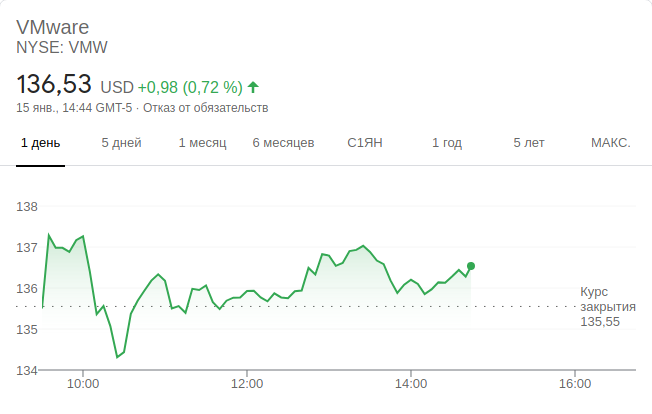 VMware
NYSE: VMW
136,53 USD +0,98 (0,72 %)
15 янв., 14:44 GMT-5 · Отказ от обязательств
1 день 5 дней 1 месяц 6 месяцев С1ЯН 1 год 5 лет МАКС.
138
137
136
135
134
Курс
закрытия
135,55
10:00 12:00 14:00 16:00